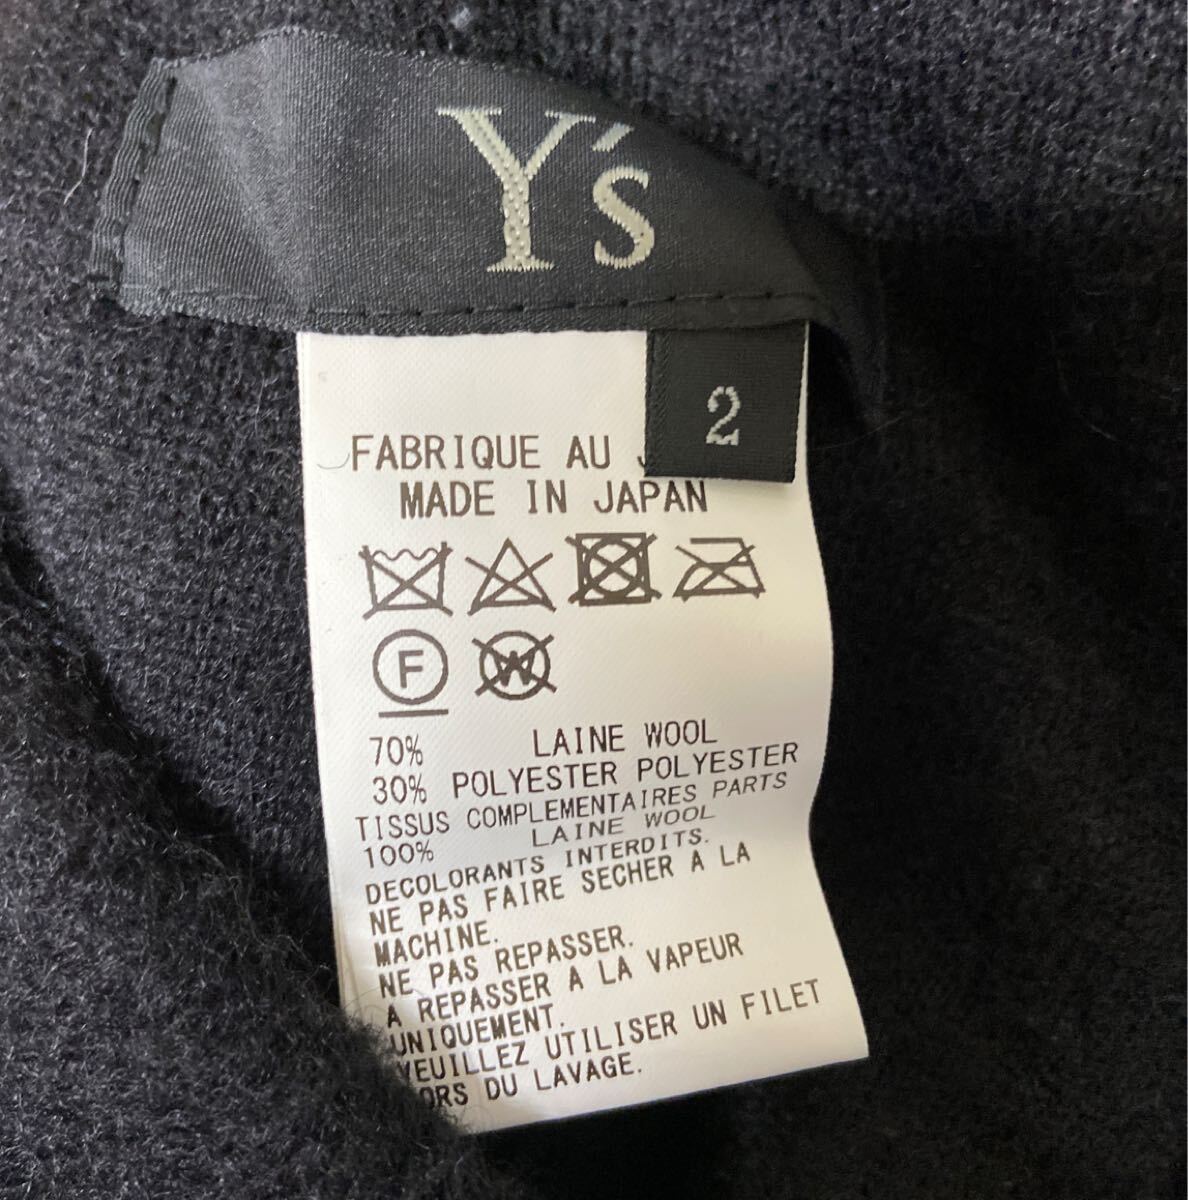 Y's
2
FABRIQUE AU
MADE IN JAPAN
F
W
70% LAINE WOOL
30% POLYESTER POLYESTER
TISSUS COMPLEMENTAIRES PARTS
100% LAINE WOOL
DECOLORANTS INTERDITS.
NE PAS FAIRE SECHER A LA
MACHINE.
NE PAS REPASSER.
A REPASSER A LA VAPEUR
UNIQUEMENT.
VEUILLEZ UTILISER UN FILET
LORS DU LAVAGE.